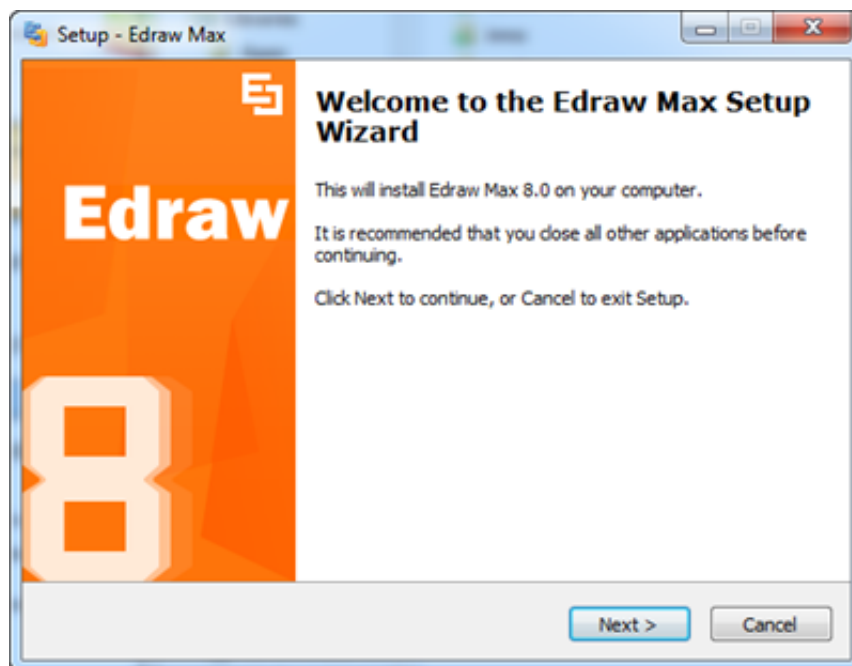 Setup - Edraw Max
Edraw
8
Welcome to the Edraw Max Setup
Wizard
This will install Edraw Max 8.0 on your computer.
It is recommended that you close all other applications before
continuing.
Click Next to continue, or Cancel to exit Setup.
Next >
Cancel